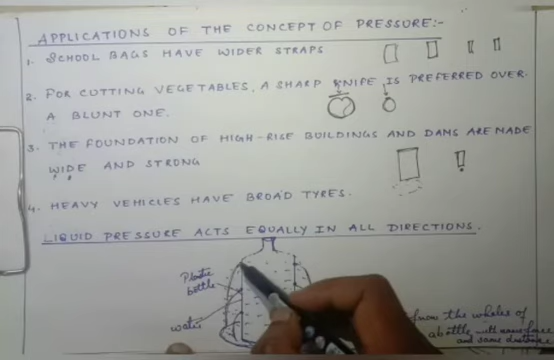 APPLICATIONS OF THE CONCEPT OF PRESSURE:-
1. SCHOOL BAGS HAVE WIDER STRAPS
2. FOR CUTTING VEGETABLES, A SHARP KNIFE IS PREFERRED OVER
A BLUNT ONE.
3. THE FOUNDATION OF HIGH-RISE BUILDINGS AND DAMS ARE MADE
WIDE AND STRONG
4. HEAVY VEHICLES HAVE BROAD TYRES.
LIQUID PRESSURE ACTS EQUALLY IN ALL DIRECTIONS.
Plastic
bottle
water
from the wholes of
a bottle with
and same distance